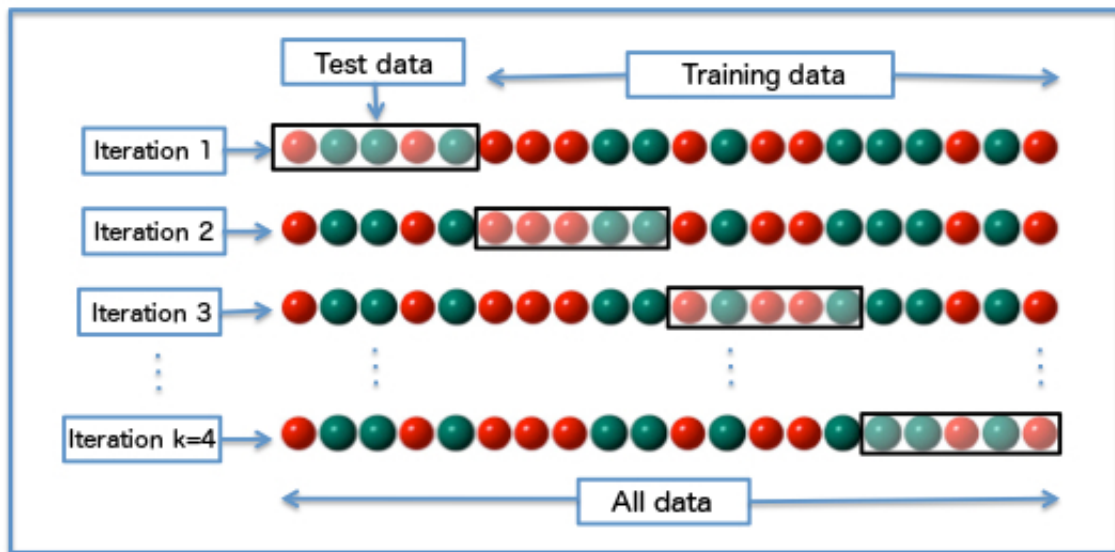 Test data
Training data
Iteration 1
Iteration 2
Iteration 3
Iteration k=4
All data